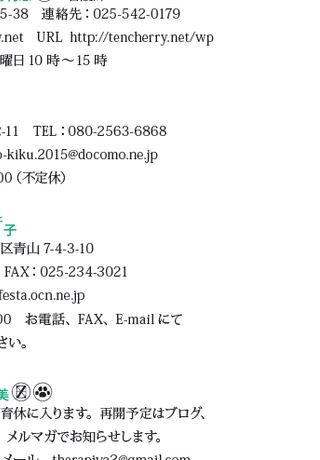 5-38　連絡先：025-542-0179
.net　URL　http://tencherry.net/wp
曜日 10 時～15 時
-11　TEL：080-2563-6868
-kiku.2015@docomo.ne.jp
00（不定休）
子
区青山 7-4-3-10
FAX：025-234-3021
festa.ocn.ne.jp
00　お電話、FAX、E-mail にて
さい。
美
育休に入ります。再開予定はブログ、
メルマガでお知らせします。